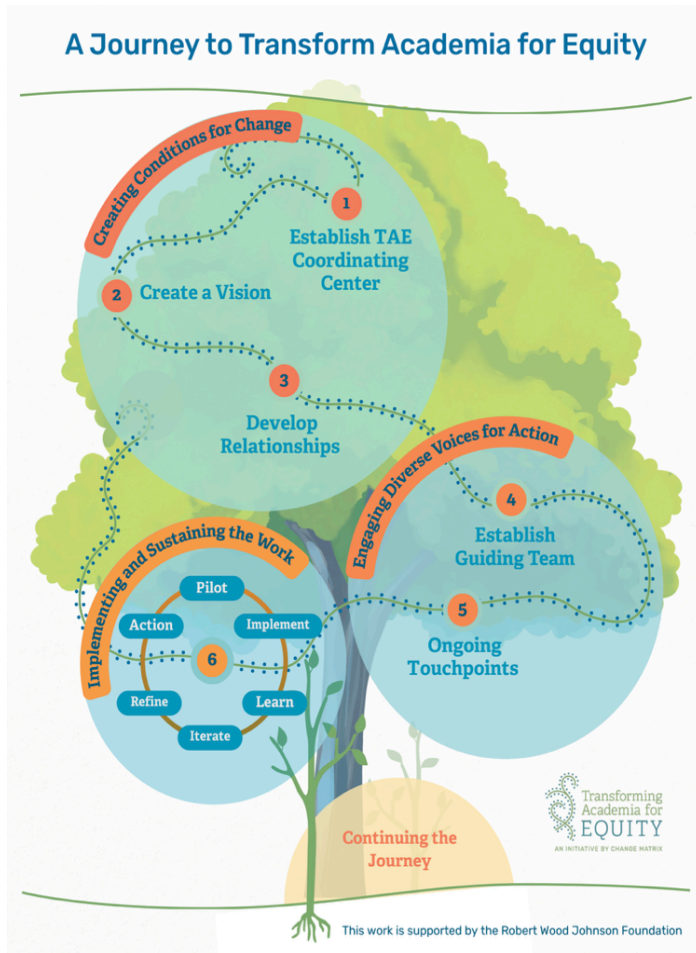 A Journey to Transform Academia for Equity
Creating Conditions for Change
1
Establish TAE
Coordinating
Center
2
Create a Vision
3
Develop
Relationships
Engaging Diverse Voices for Action
4
Establish
Guiding Team
5
Ongoing
Touchpoints
Implementing and Sustaining the Work
Pilot
Action
Implement
6
Refine
Learn
Iterate
Continuing the
Journey
Transforming
Academia for
EQUITY
AN INITIATIVE BY CHANGE MATRIX
This work is supported by the Robert Wood Johnson Foundation